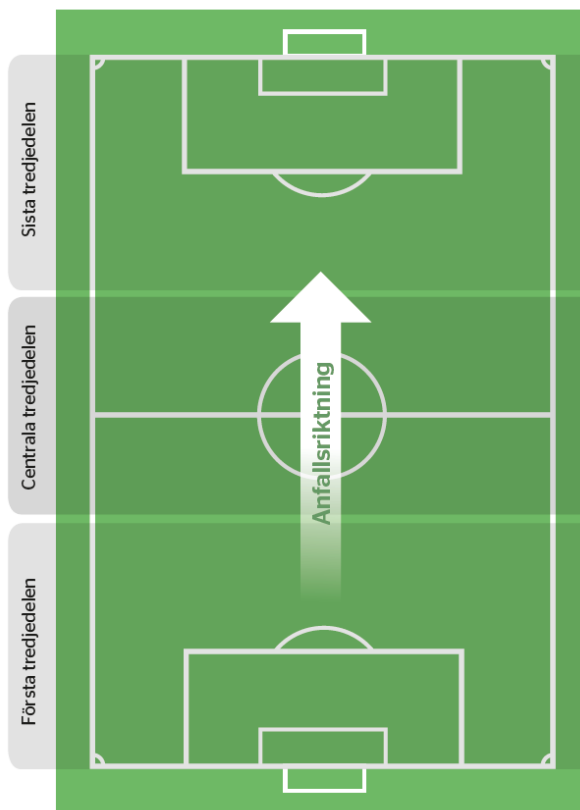 Sista tredjedelen
Centrala tredjedelen
Första tredjedelen
Anfallsriktning